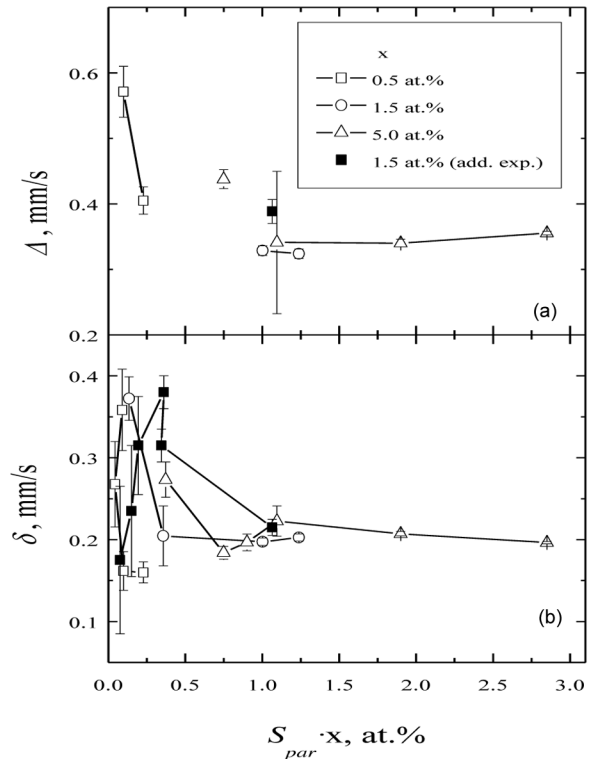 x
0.5 at.%
1.5 at.%
5.0 at.%
1.5 at.% (add. exp.)
0.6
0.4
0.2
Δ, mm/s
(a)
0.4
0.3
0.2
0.1
δ, mm/s
(b)
0.0 0.5 1.0 1.5 2.0 2.5 3.0
S_par·x, at.%